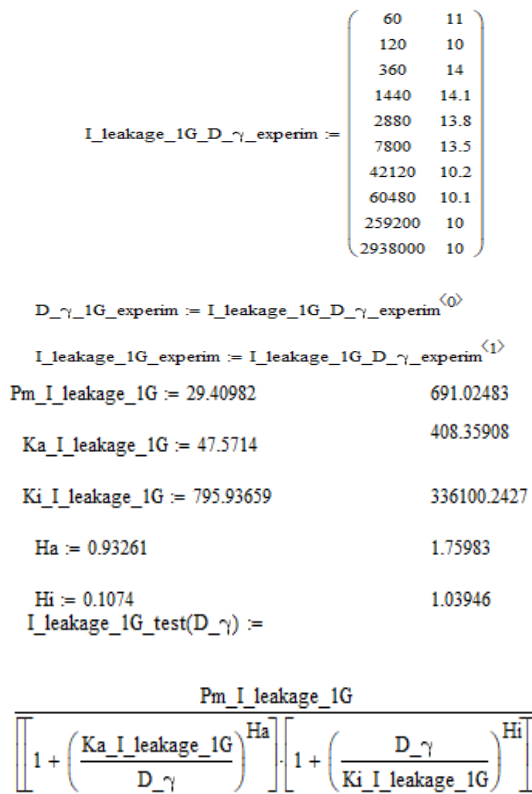 I_leakage_1G_D_γ_experim :=
60 11
120 10
360 14
1440 14.1
2880 13.8
7800 13.5
42120 10.2
60480 10.1
259200 10
2938000 10
D_γ_1G_experim := I_leakage_1G_D_γ_experim^⟨0⟩
I_leakage_1G_experim := I_leakage_1G_D_γ_experim^⟨1⟩
Pm_I_leakage_1G := 29.40982 691.02483
Ka_I_leakage_1G := 47.5714 408.35908
Ki_I_leakage_1G := 795.93659 336100.2427
Ha := 0.93261 1.75983
Hi := 0.1074 1.03946
I_leakage_1G_test(D_γ) :=
Pm_I_leakage_1G
[[1 + (Ka_I_leakage_1G / D_γ)^Ha]·[1 + (D_γ / Ki_I_leakage_1G)^Hi]]